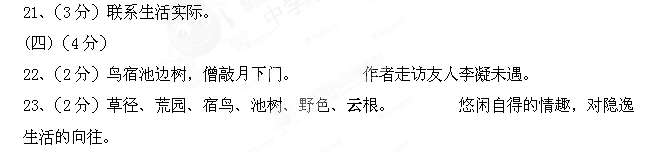 21、（3分）联系生活实际。
(四)（4分）
22、（2分）鸟宿池边树，僧敲月下门。 作者走访友人李凝未遇。
23、（2分）草径、荒园、宿鸟、池树、野色、云根。 悠闲自得的情趣，对隐逸
生活的向往。